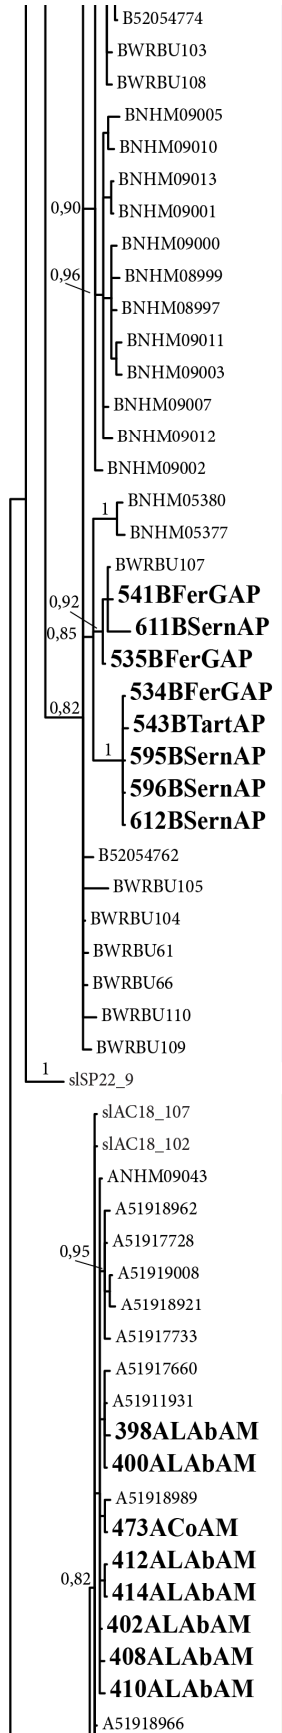 B52054774
BWRBU103
BWRBU108
BNHM09005
BNHM09010
BNHM09013
0,90
BNHM09001
BNHM09000
0,96
BNHM08999
BNHM08997
BNHM09011
BNHM09003
BNHM09007
BNHM09012
BNHM09002
BNHM05380
1
BNHM05377
BWRBU107
541BFerGAP
0,92
611BSernAP
0,85
535BFerGAP
534BFerGAP
0,82
543BTartAP
1
595BSernAP
596BSernAP
612BSernAP
B52054762
BWRBU105
BWRBU104
BWRBU61
BWRBU66
BWRBU110
BWRBU109
1
slSP22_9
slAC18_107
slAC18_102
ANHM09043
A51918962
A51917728
0,95
A51919008
A51918921
A51917733
A51917660
A51911931
398ALAbAM
400ALAbAM
A51918989
473ACoAM
412ALAbAM
0,82
414ALAbAM
402ALAbAM
408ALAbAM
410ALAbAM
A51918966